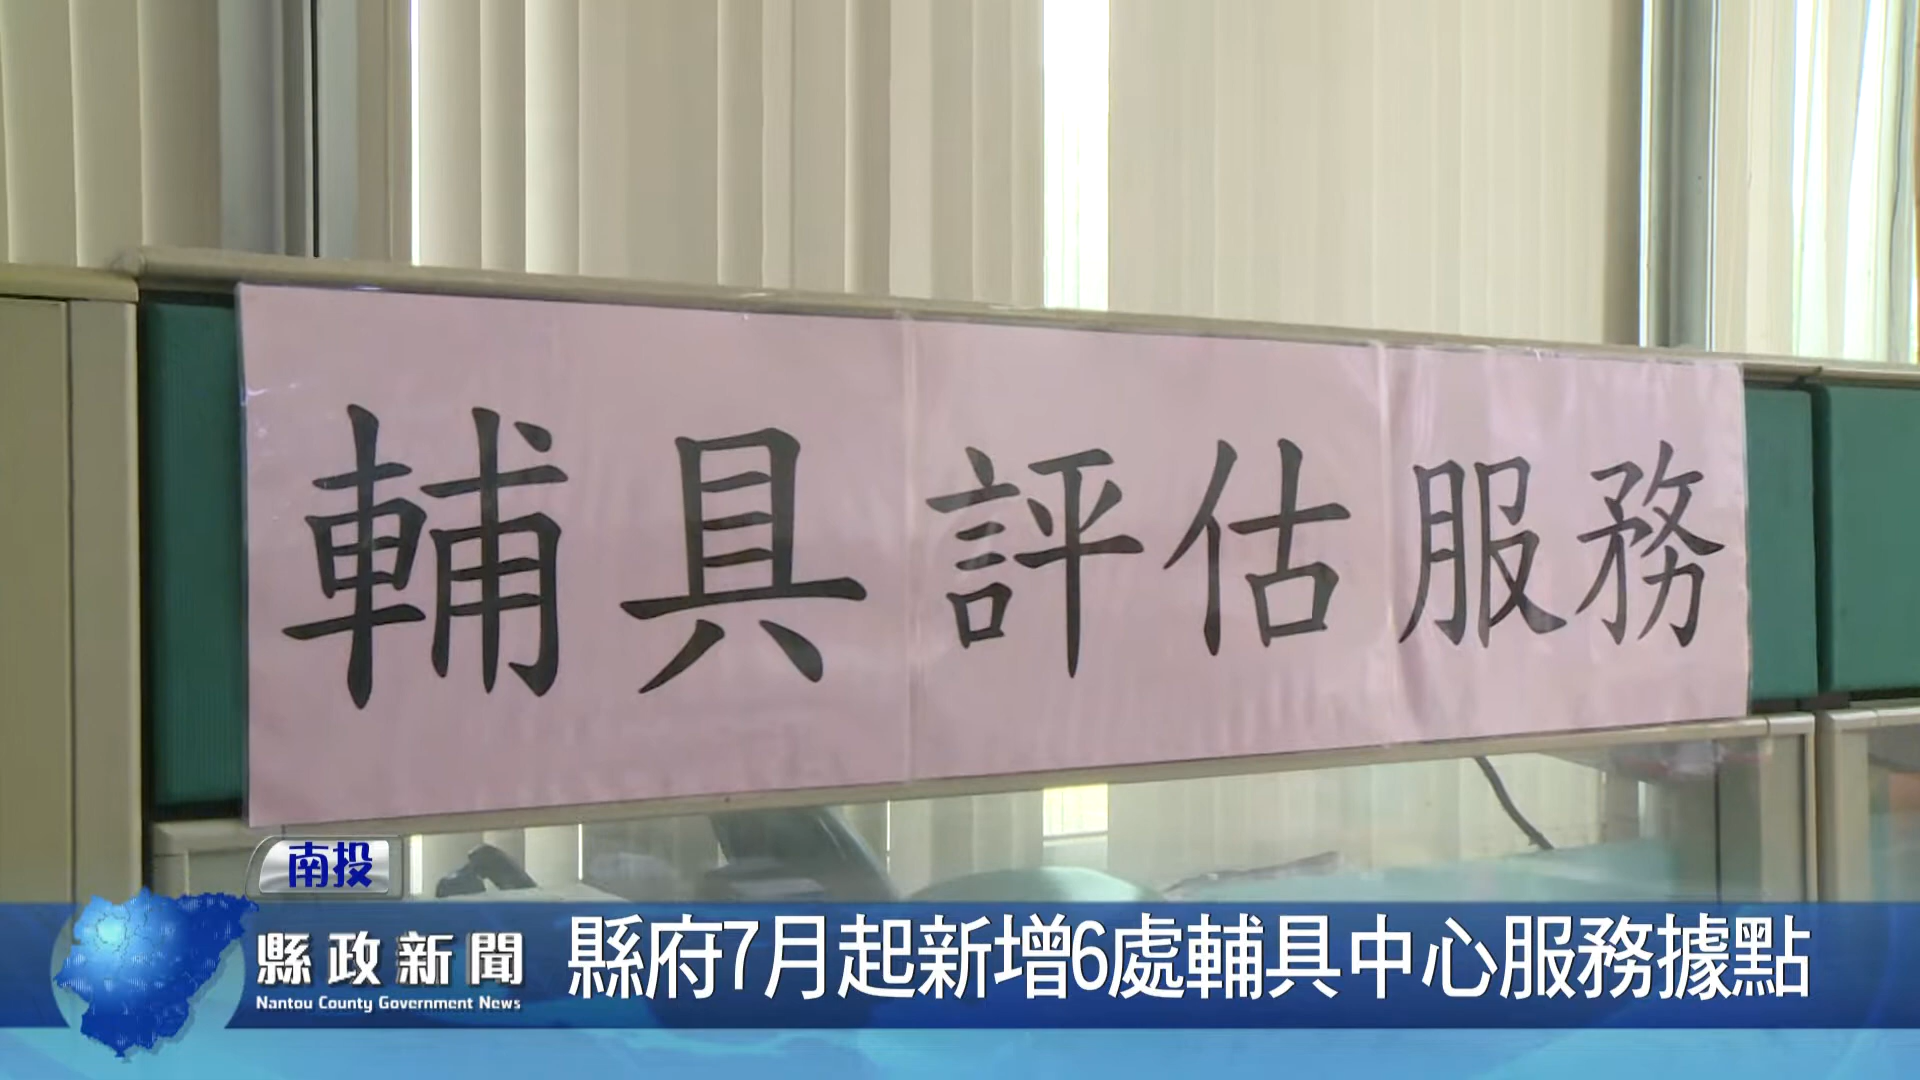 輔具評估服務
南投
縣政新聞
Nantou County Government News
縣府7月起新增6處輔具中心服務據點